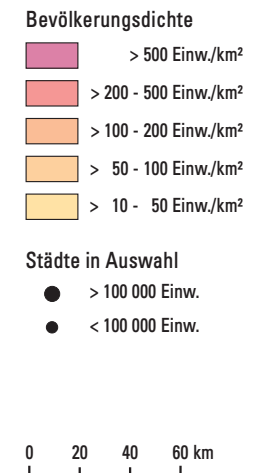 Bevölkerungsdichte
> 500 Einw./km²
> 200 - 500 Einw./km²
> 100 - 200 Einw./km²
> 50 - 100 Einw./km²
> 10 - 50 Einw./km²
Städte in Auswahl
> 100 000 Einw.
< 100 000 Einw.
0 20 40 60 km